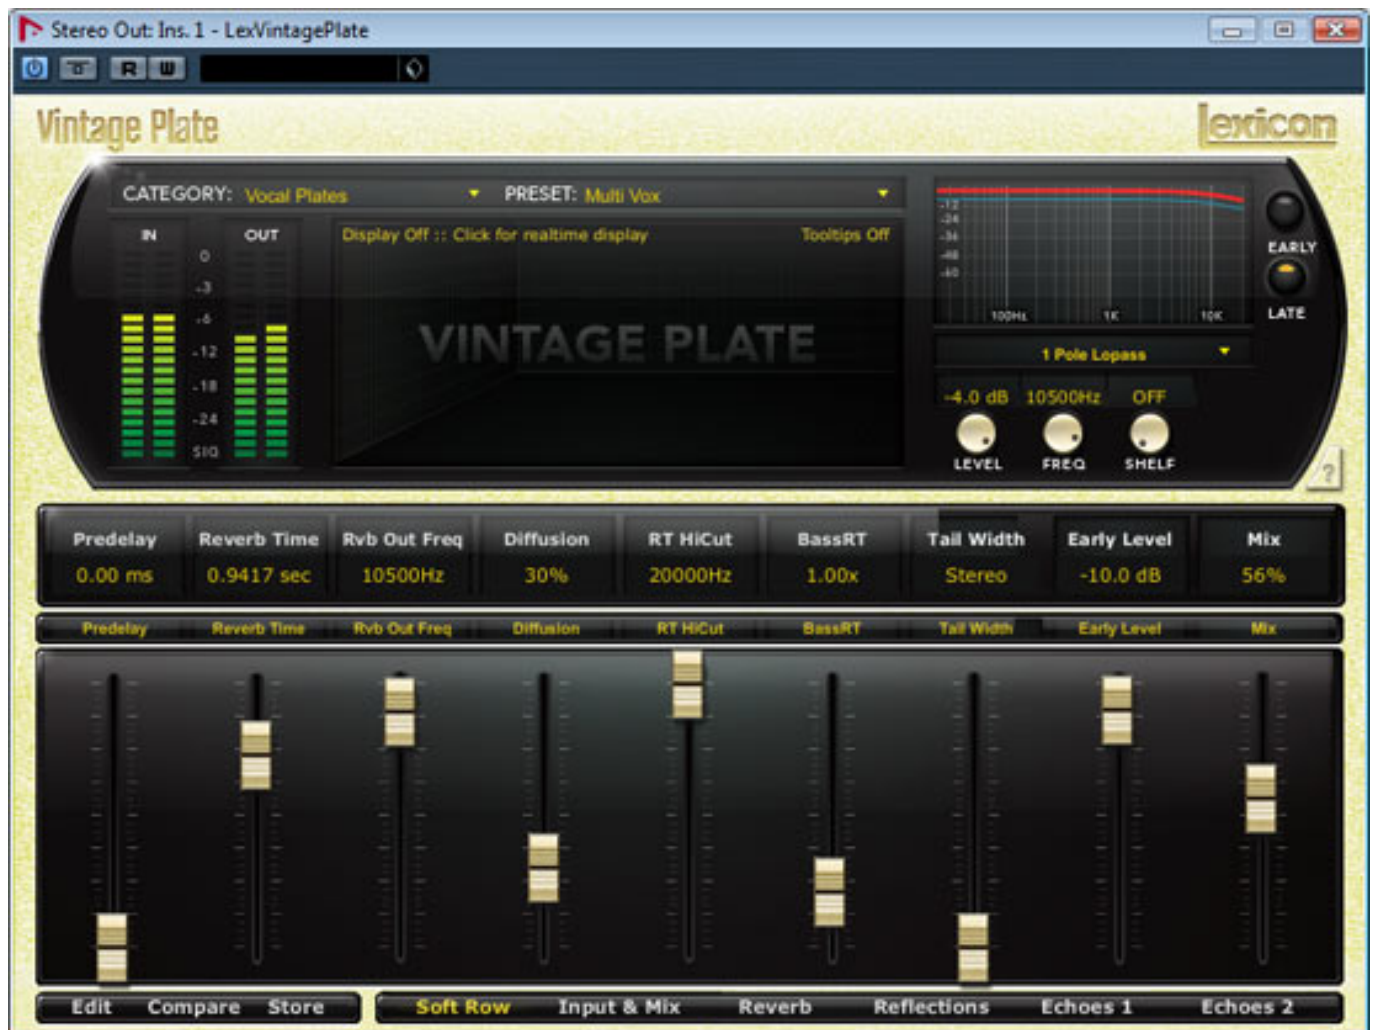 Stereo Out: Ins. 1 - LexVintagePlate
R W
Vintage Plate
lexicon
CATEGORY: Vocal Plates PRESET: Multi Vox
IN OUT
0
-3
-6
-12
-18
-24
SIG
Display Off :: Click for realtime display Tooltips Off
VINTAGE PLATE
-12
-24
-36
-48
-60
100Hz 1K 10K
EARLY
LATE
1 Pole Lopass
-4.0 dB 10500Hz OFF
LEVEL FREQ SHELF
?
Predelay Reverb Time Rvb Out Freq Diffusion RT HiCut BassRT Tail Width Early Level Mix
0.00 ms 0.9417 sec 10500Hz 30% 20000Hz 1.00x Stereo -10.0 dB 56%
Predelay Reverb Time Rvb Out Freq Diffusion RT HiCut BassRT Tail Width Early Level Mix
Edit Compare Store Soft Row Input & Mix Reverb Reflections Echoes 1 Echoes 2